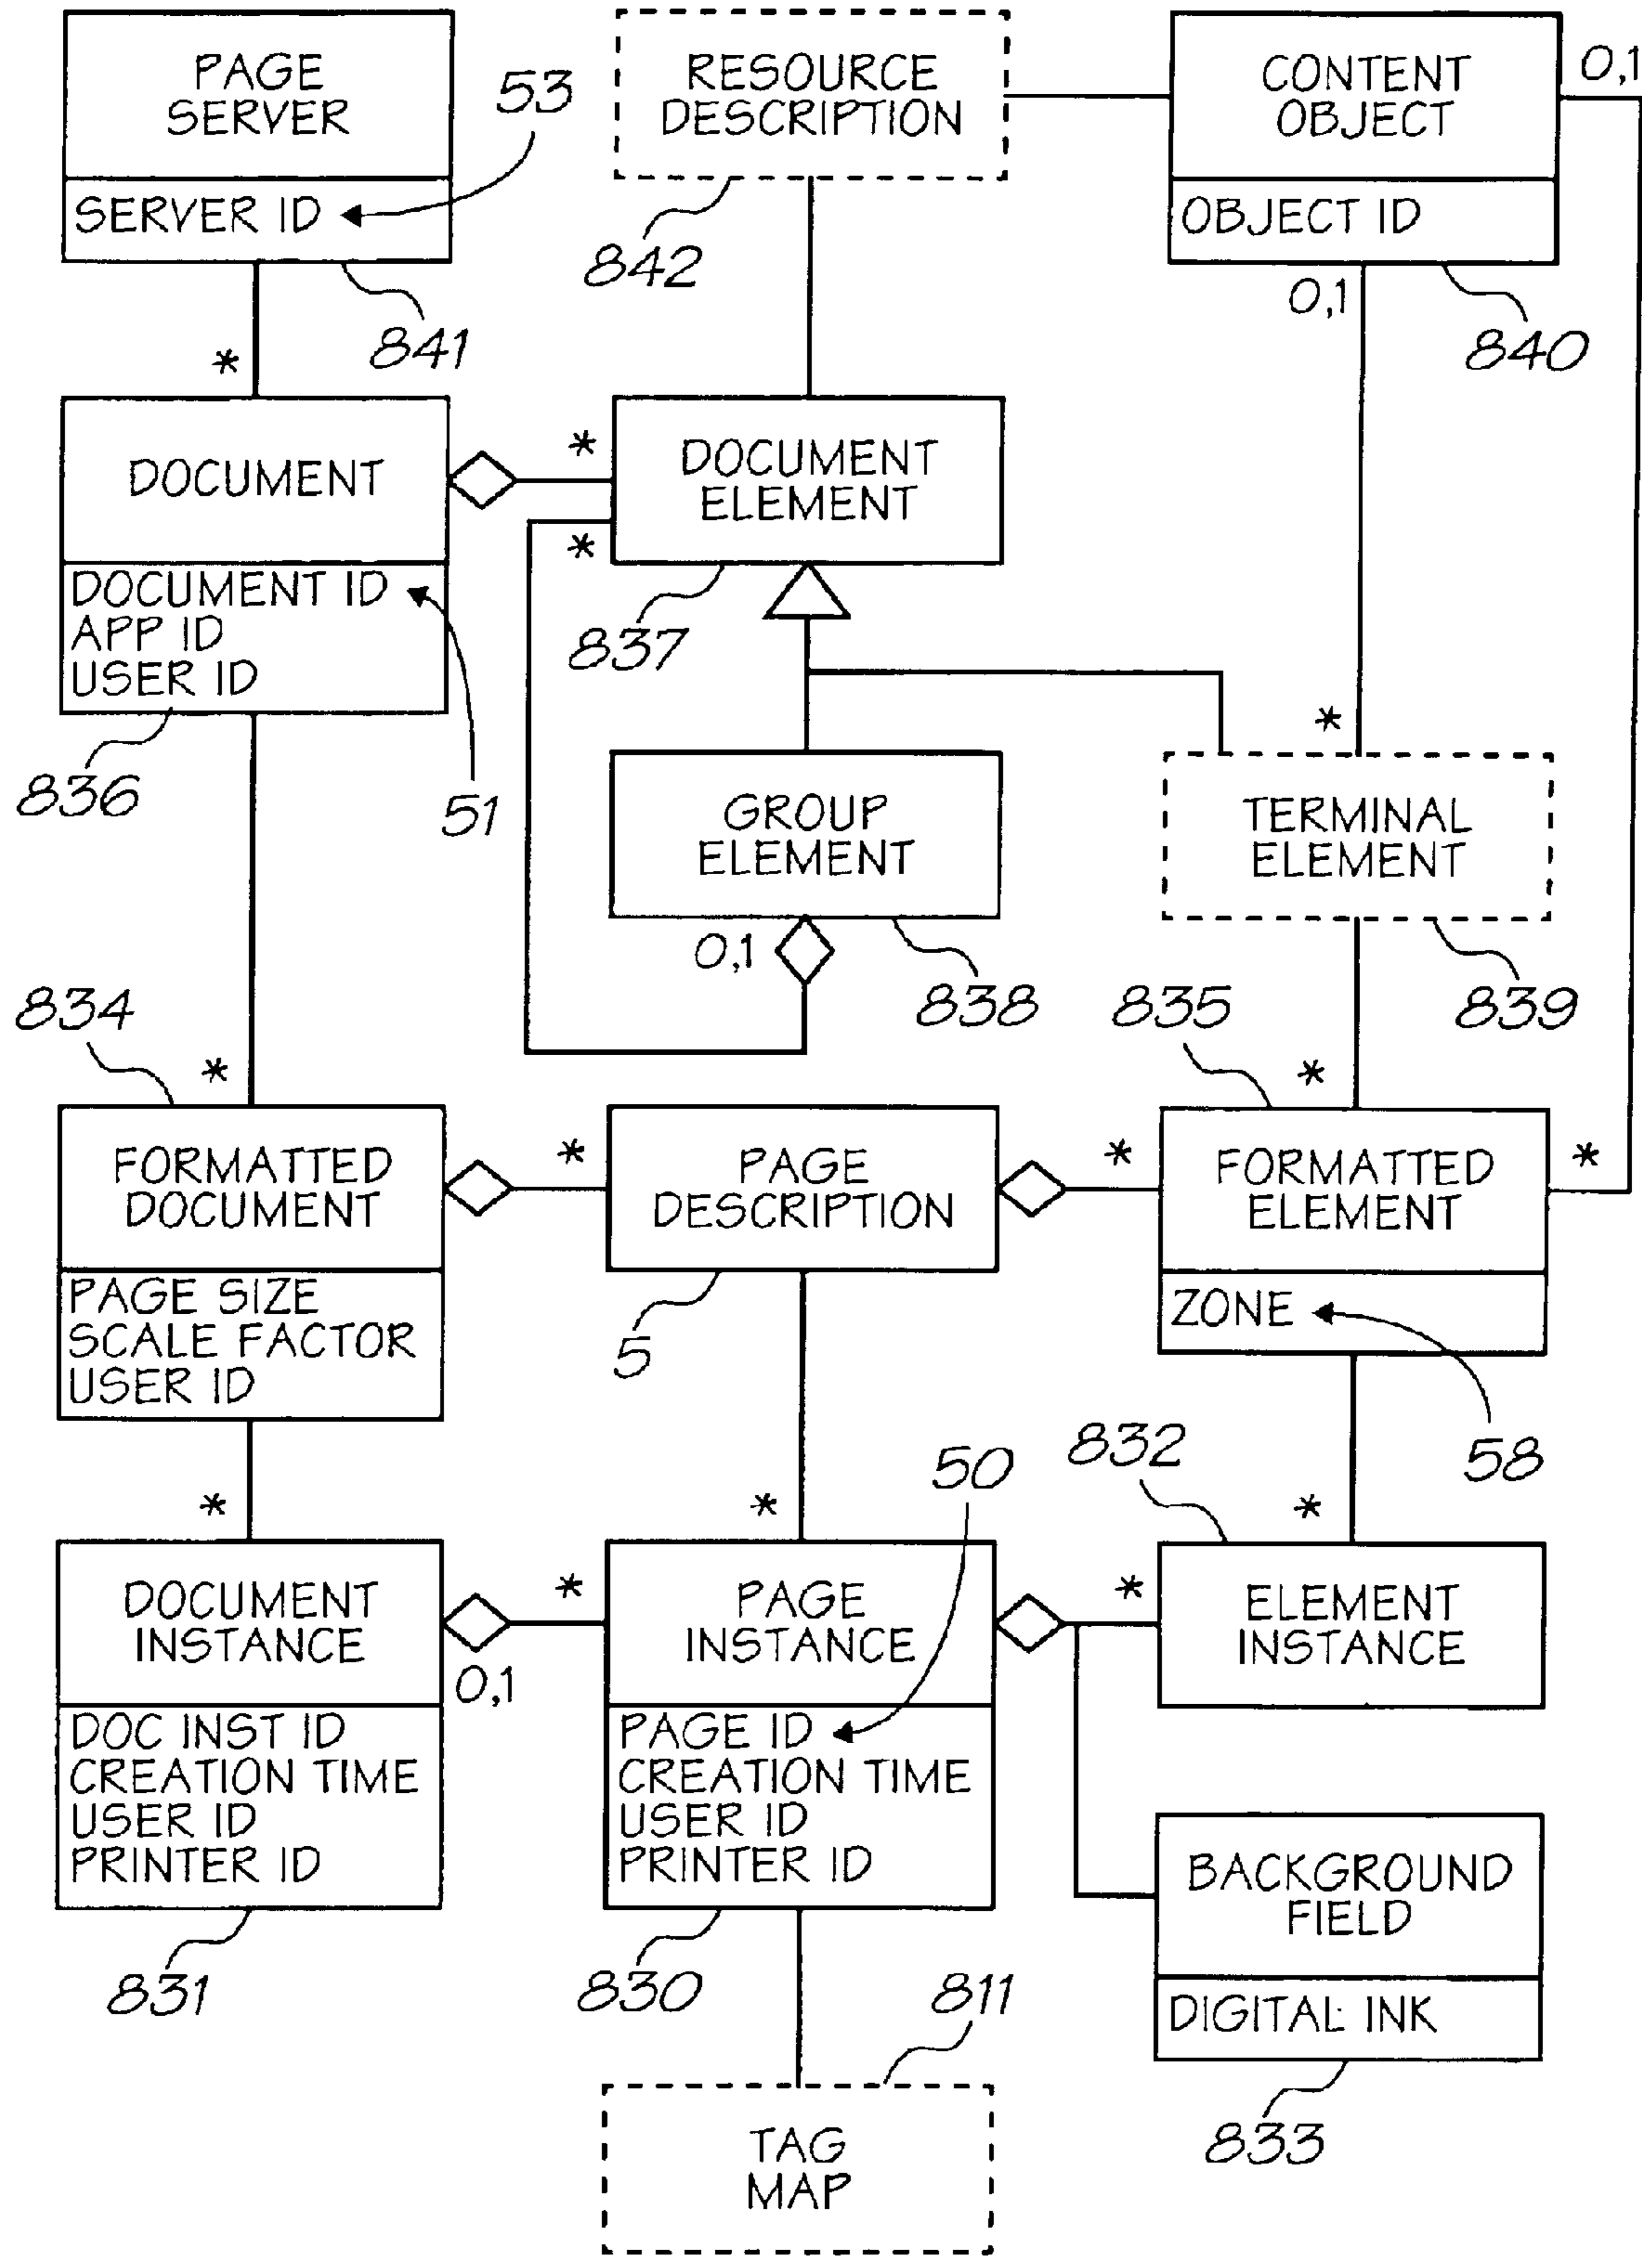 PAGE
SERVER
SERVER ID
53
841
RESOURCE
DESCRIPTION
842
CONTENT
OBJECT
OBJECT ID
0,1
0,1
840
*
DOCUMENT
DOCUMENT ID
APP ID
USER ID
836
51
*
*
DOCUMENT
ELEMENT
837
GROUP
ELEMENT
0,1
838
*
TERMINAL
ELEMENT
839
834
*
FORMATTED
DOCUMENT
PAGE SIZE
SCALE FACTOR
USER ID
*
PAGE
DESCRIPTION
5
*
835
*
FORMATTED
ELEMENT
*
ZONE
58
*
DOCUMENT
INSTANCE
0,1
DOC INST ID
CREATION TIME
USER ID
PRINTER ID
831
*
*
50
PAGE
INSTANCE
PAGE ID
CREATION TIME
USER ID
PRINTER ID
830
832
*
*
ELEMENT
INSTANCE
BACKGROUND
FIELD
DIGITAL INK
833
811
TAG
MAP